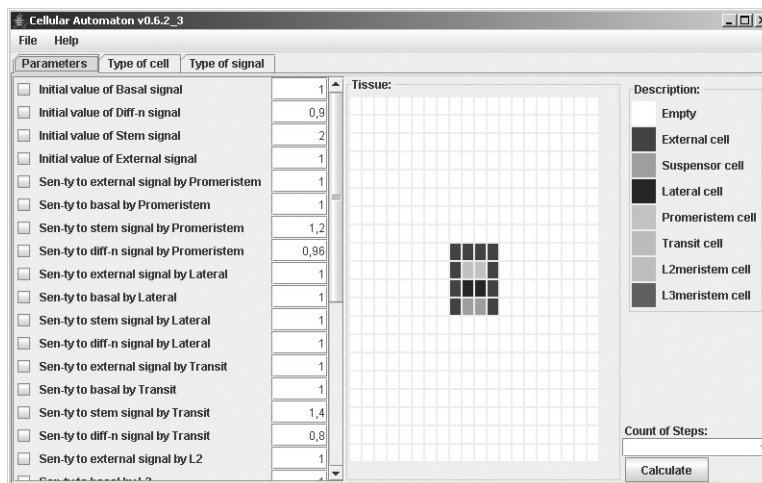 Cellular Automaton v0.6.2_3
File Help
Parameters Type of cell Type of signal
Initial value of Basal signal 1
Initial value of Diff-n signal 0,9
Initial value of Stem signal 2
Initial value of External signal 1
Sen-ty to external signal by Promeristem 1
Sen-ty to basal by Promeristem 1
Sen-ty to stem signal by Promeristem 1,2
Sen-ty to diff-n signal by Promeristem 0,96
Sen-ty to external signal by Lateral 1
Sen-ty to basal by Lateral 1
Sen-ty to stem signal by Lateral 1
Sen-ty to diff-n signal by Lateral 1
Sen-ty to external signal by Transit 1
Sen-ty to basal by Transit 1
Sen-ty to stem signal by Transit 1,4
Sen-ty to diff-n signal by Transit 0,8
Sen-ty to external signal by L2 1
Tissue:
Description:
Empty
External cell
Suspensor cell
Lateral cell
Promeristem cell
Transit cell
L2meristem cell
L3meristem cell
Count of Steps:
Calculate